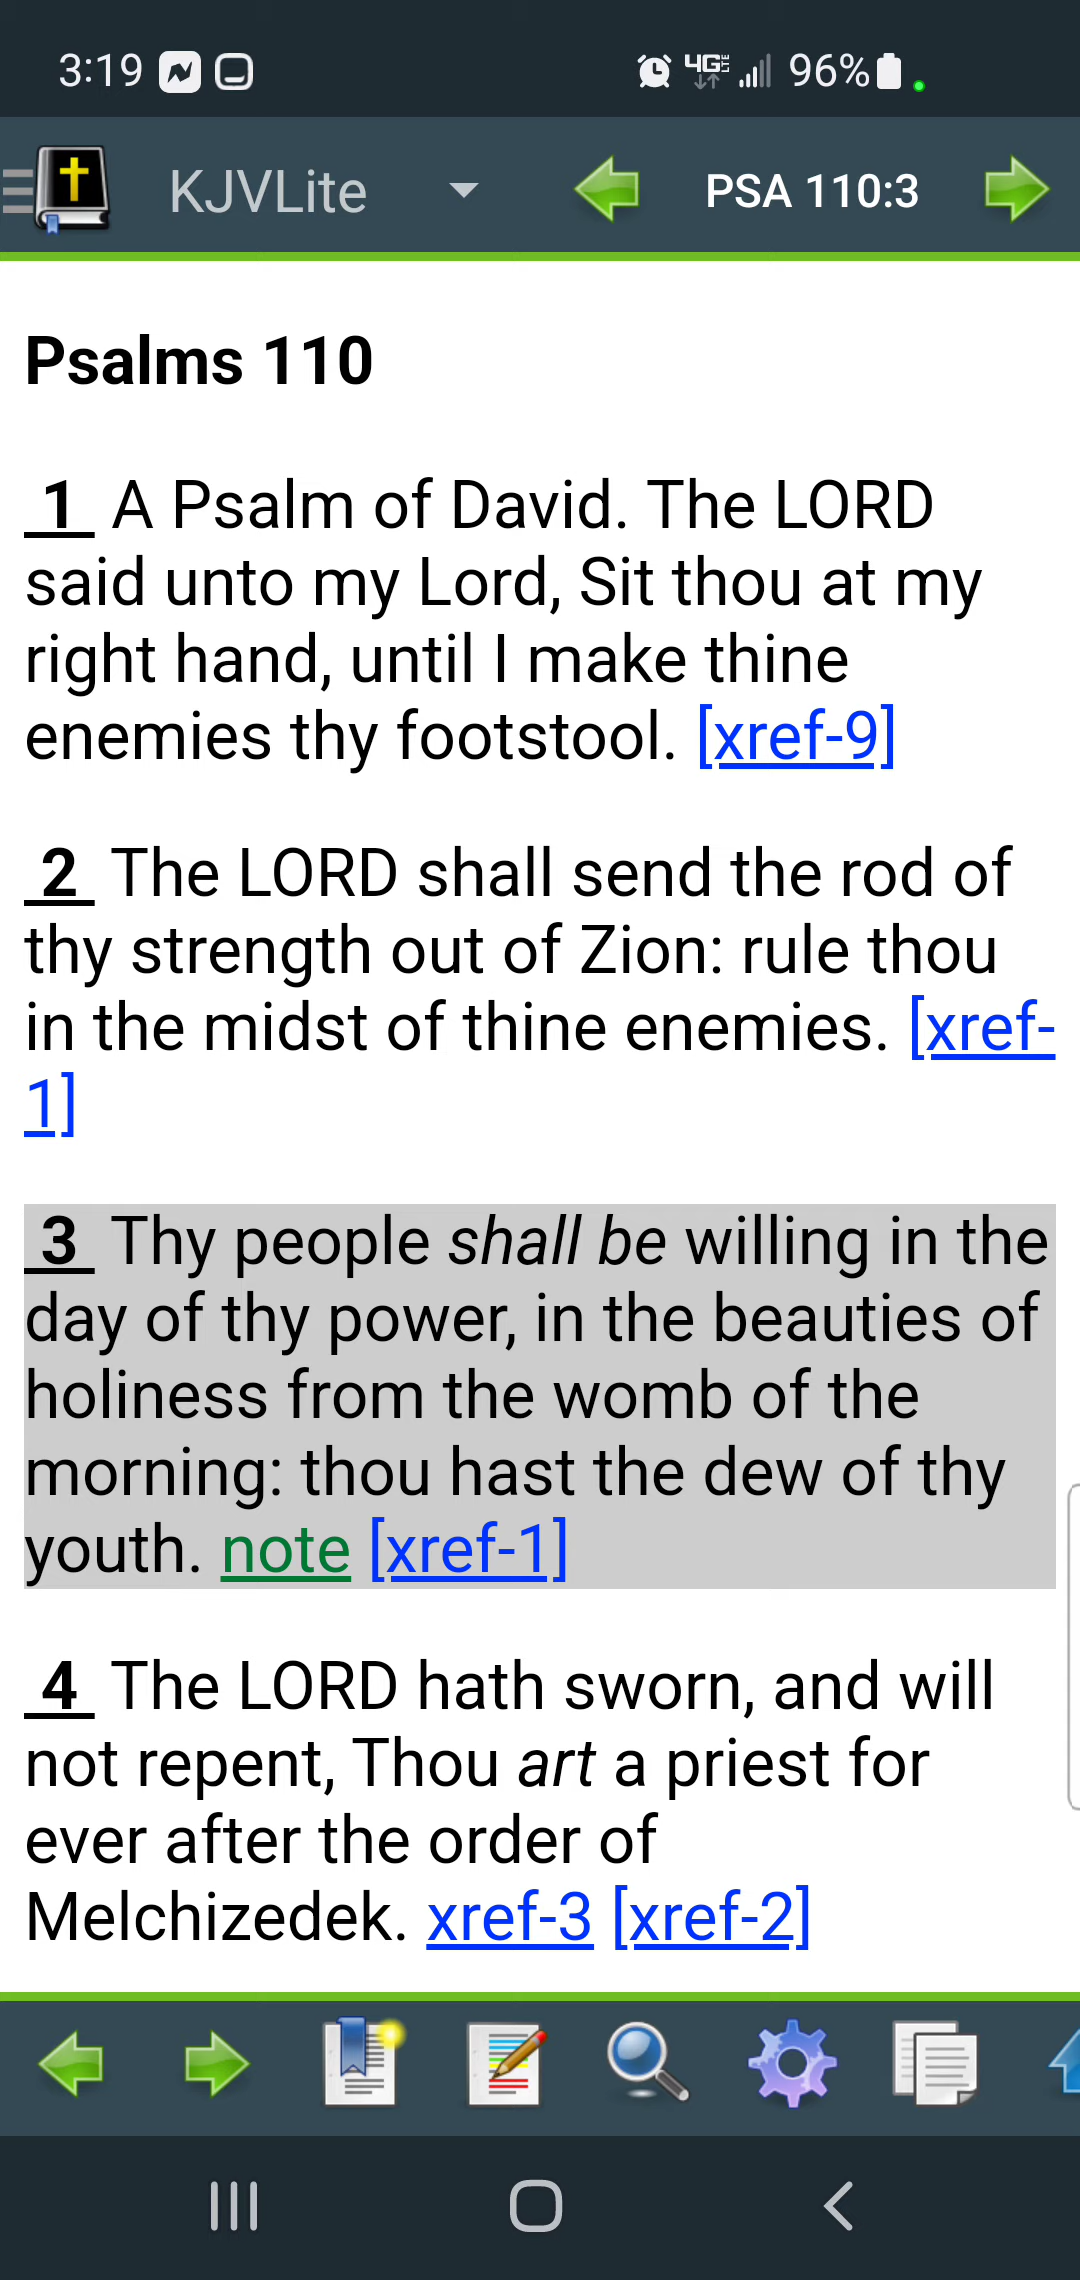 3:19
4G LTE
96%
KJVLite
PSA 110:3
Psalms 110
1 A Psalm of David. The LORD
said unto my Lord, Sit thou at my
right hand, until I make thine
enemies thy footstool. [xref-9]
2 The LORD shall send the rod of
thy strength out of Zion: rule thou
in the midst of thine enemies. [xref-
1]
3 Thy people shall be willing in the
day of thy power, in the beauties of
holiness from the womb of the
morning: thou hast the dew of thy
youth. note [xref-1]
4 The LORD hath sworn, and will
not repent, Thou art a priest for
ever after the order of
Melchizedek. xref-3 [xref-2]